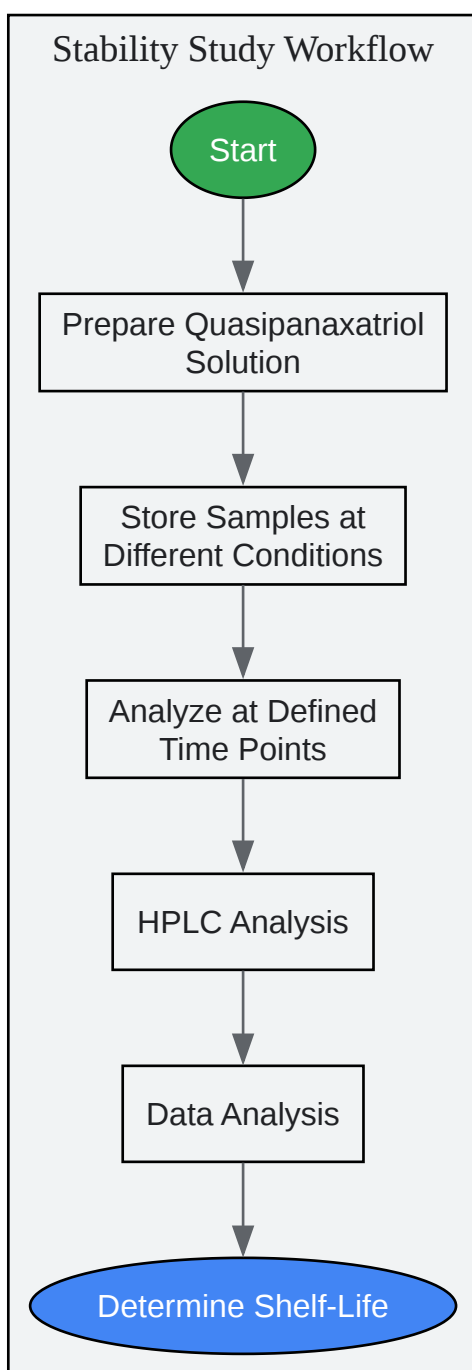 Stability Study Workflow
Start
Prepare Quasipanaxatriol
Solution
Store Samples at
Different Conditions
Analyze at Defined
Time Points
HPLC Analysis
Data Analysis
Determine Shelf-Life